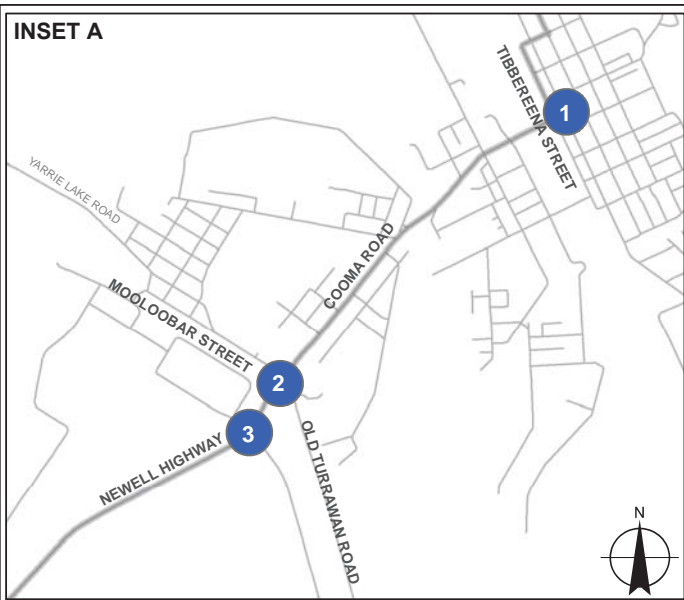 INSET A
TIBBEREENA STREET
1
YARRIE LAKE ROAD
COOMA ROAD
MOOLOOBAR STREET
2
3
NEWELL HIGHWAY
OLD TURRAWAN ROAD
N